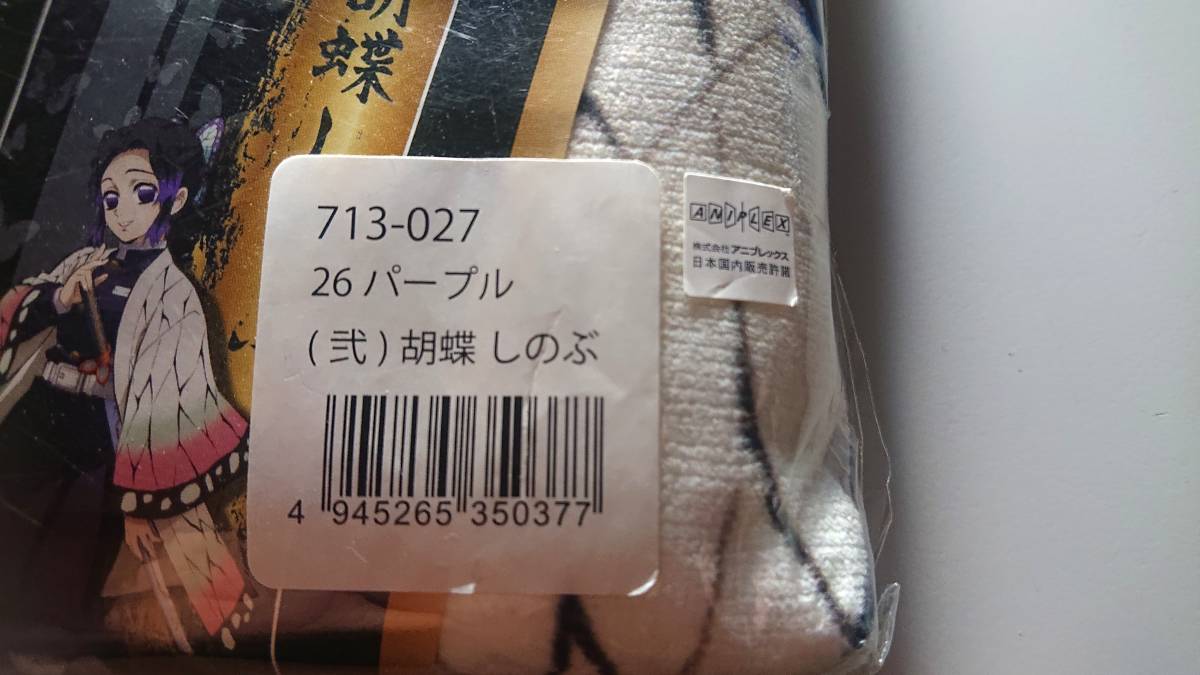 胡蝶し
713-027
26 パープル
(弐) 胡蝶 しのぶ
4 945265 350377
ANIPLEX
株式会社アニプレックス
日本国内販売許諾